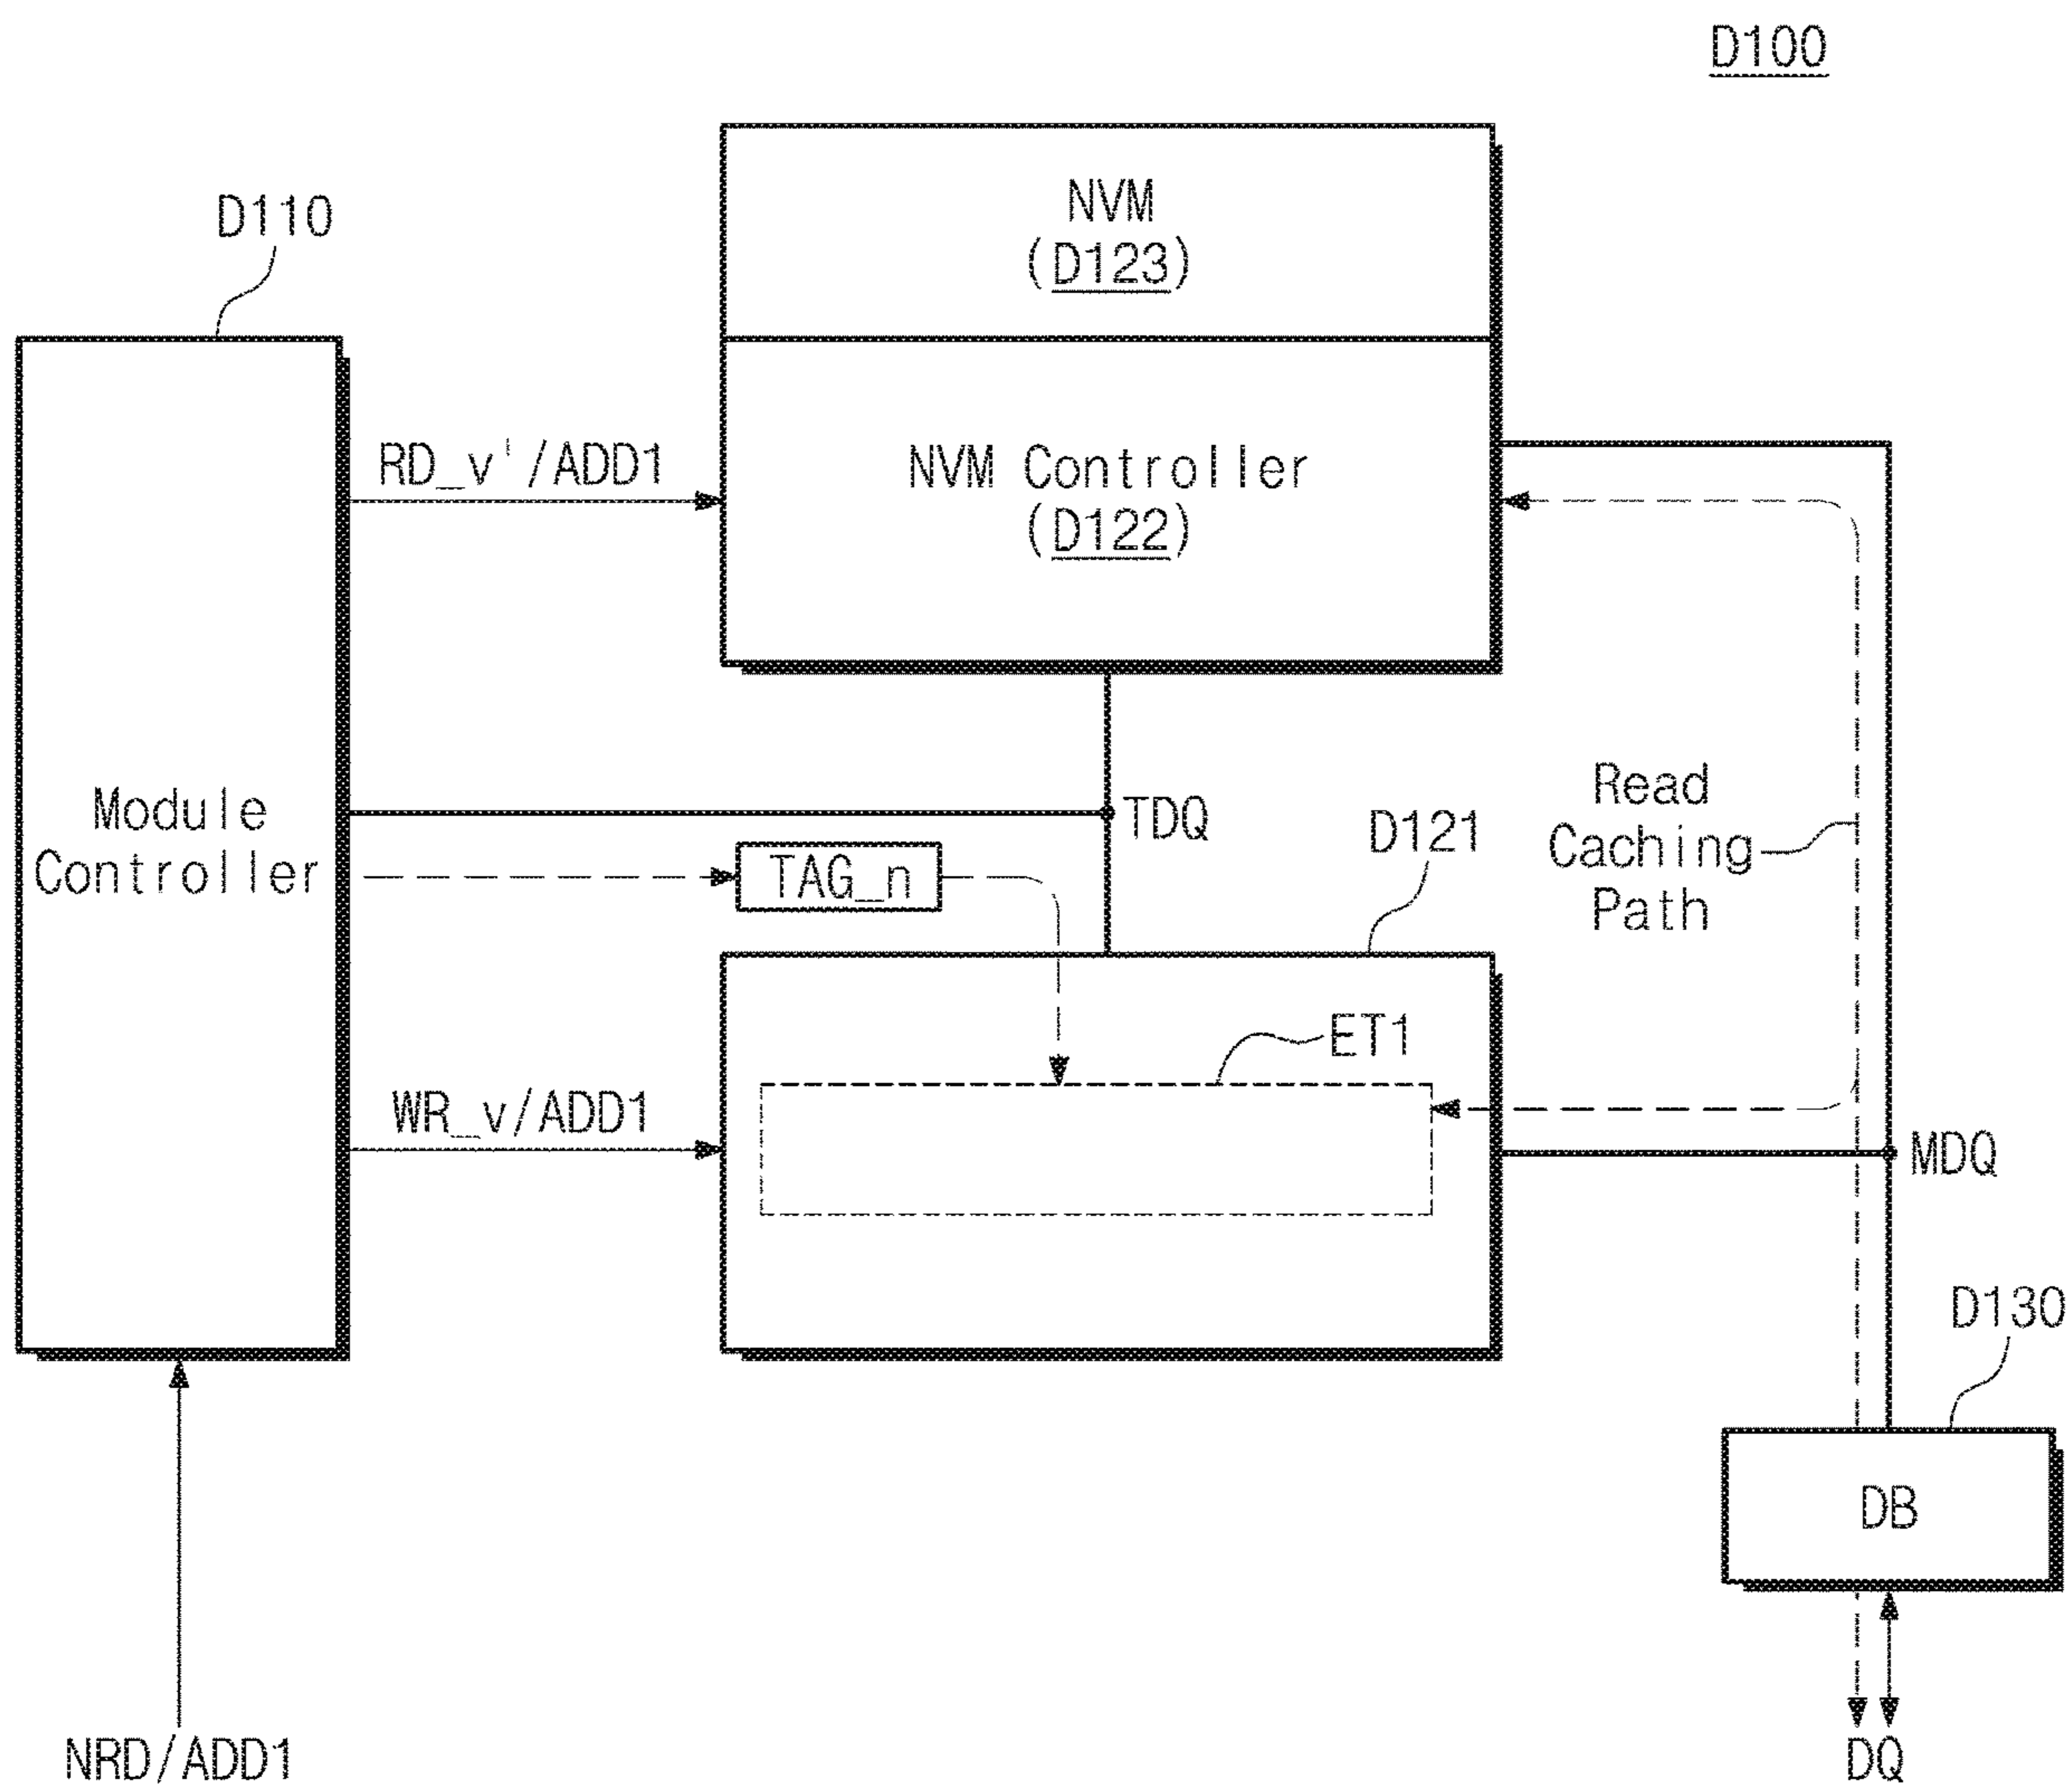 D100
D110
NVM
(D123)
RD_v'/ADD1
NVM Controller
(D122)
Module
Controller
TDQ
TAG_n
D121
Read
Caching
Path
ET1
WR_v/ADD1
MDQ
D130
DB
NRD/ADD1
DQ